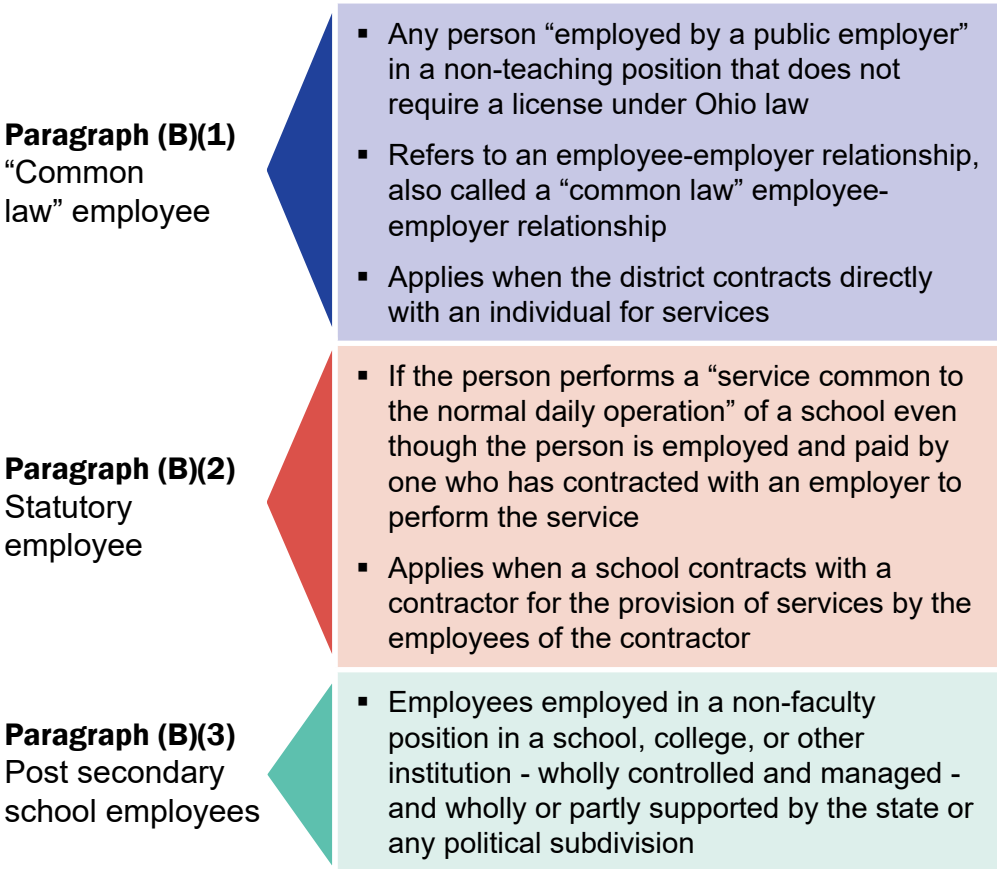 Paragraph (B)(1)
“Common
law” employee
▪ Any person “employed by a public employer”
in a non-teaching position that does not
require a license under Ohio law
▪ Refers to an employee-employer relationship,
also called a “common law” employee-
employer relationship
▪ Applies when the district contracts directly
with an individual for services
Paragraph (B)(2)
Statutory
employee
▪ If the person performs a “service common to
the normal daily operation” of a school even
though the person is employed and paid by
one who has contracted with an employer to
perform the service
▪ Applies when a school contracts with a
contractor for the provision of services by the
employees of the contractor
Paragraph (B)(3)
Post secondary
school employees
▪ Employees employed in a non-faculty
position in a school, college, or other
institution - wholly controlled and managed -
and wholly or partly supported by the state or
any political subdivision